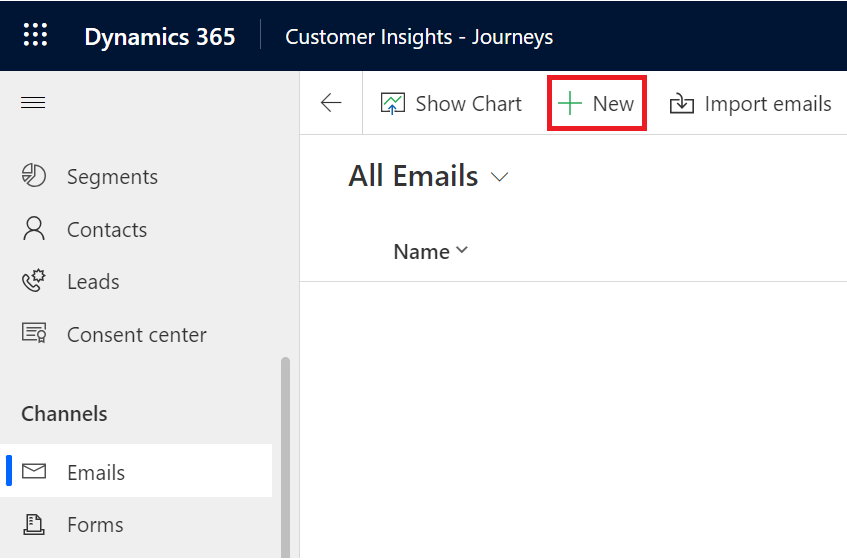 Dynamics 365
Customer Insights - Journeys
Show Chart
New
Import emails
Segments
Contacts
Leads
Consent center
Channels
Emails
Forms
All Emails
Name